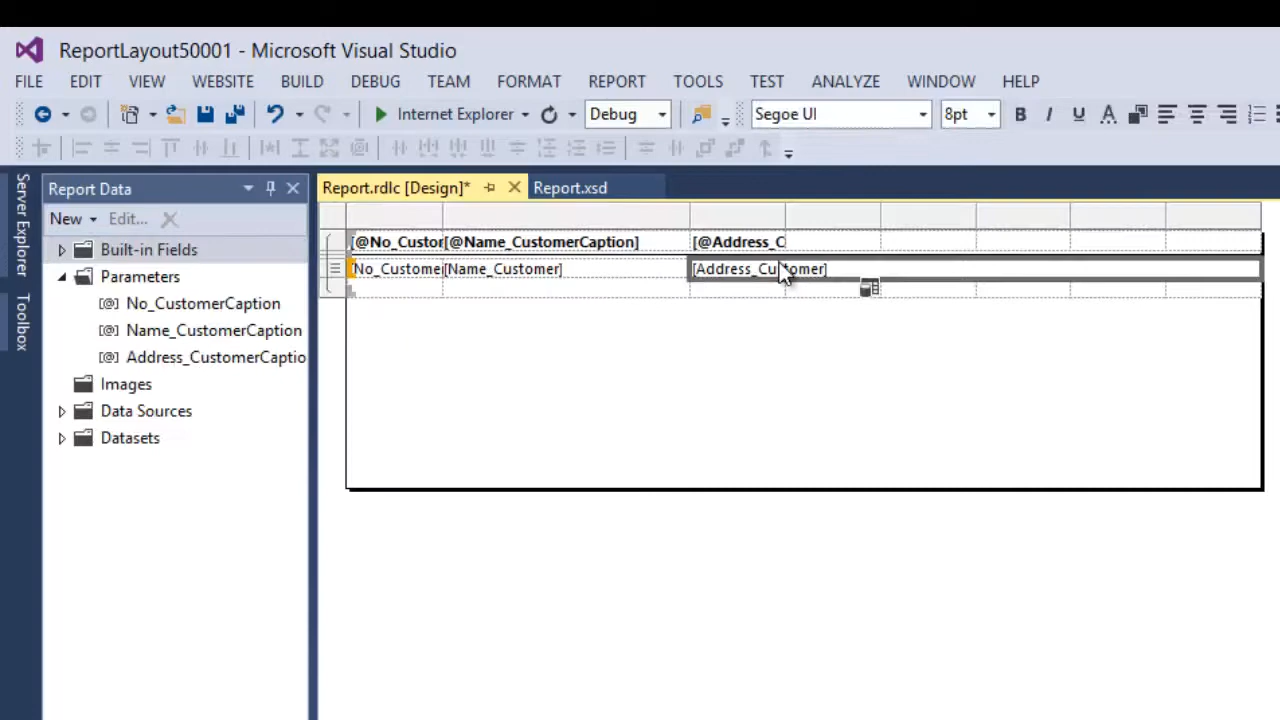 ReportLayout50001 - Microsoft Visual Studio
FILE EDIT VIEW WEBSITE BUILD DEBUG TEAM FORMAT REPORT TOOLS TEST ANALYZE WINDOW HELP
Internet Explorer Debug Segoe UI 8pt B I U A
Server Explorer
Toolbox
Report Data
New Edit...
Built-in Fields
Parameters
[@] No_CustomerCaption
[@] Name_CustomerCaption
[@] Address_CustomerCaptio
Images
Data Sources
Datasets
Report.rdlc [Design]* Report.xsd
[@No_Custor [@Name_CustomerCaption] [@Address_C
[No_Custome [Name_Customer] [Address_Customer]